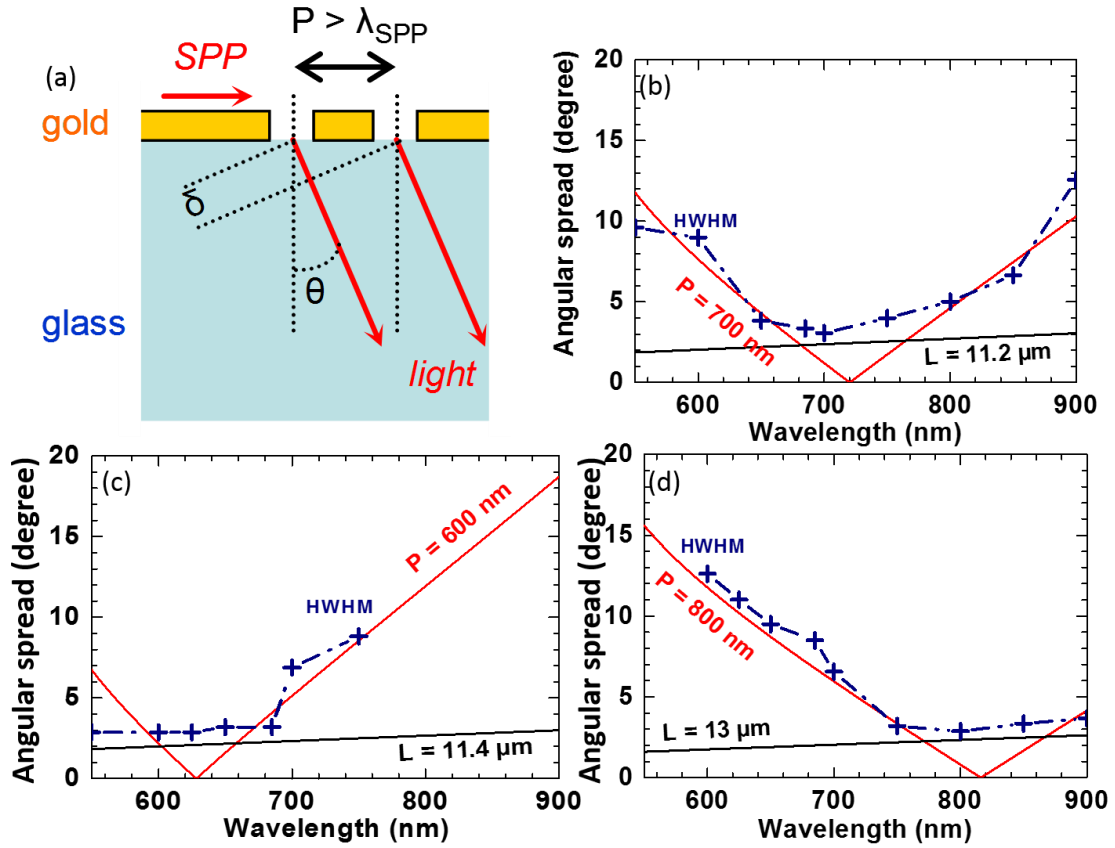 (a)
P > λSPP
SPP
gold
δ
θ
glass
light
(b)
Angular spread (degree)
20
15
10
5
0
HWHM
P = 700 nm
L = 11.2 µm
600
700
800
900
Wavelength (nm)
(c)
Angular spread (degree)
20
15
10
5
0
P = 600 nm
HWHM
L = 11.4 µm
600
700
800
900
Wavelength (nm)
(d)
Angular spread (degree)
20
15
10
5
0
HWHM
P = 800 nm
L = 13 µm
600
700
800
900
Wavelength (nm)